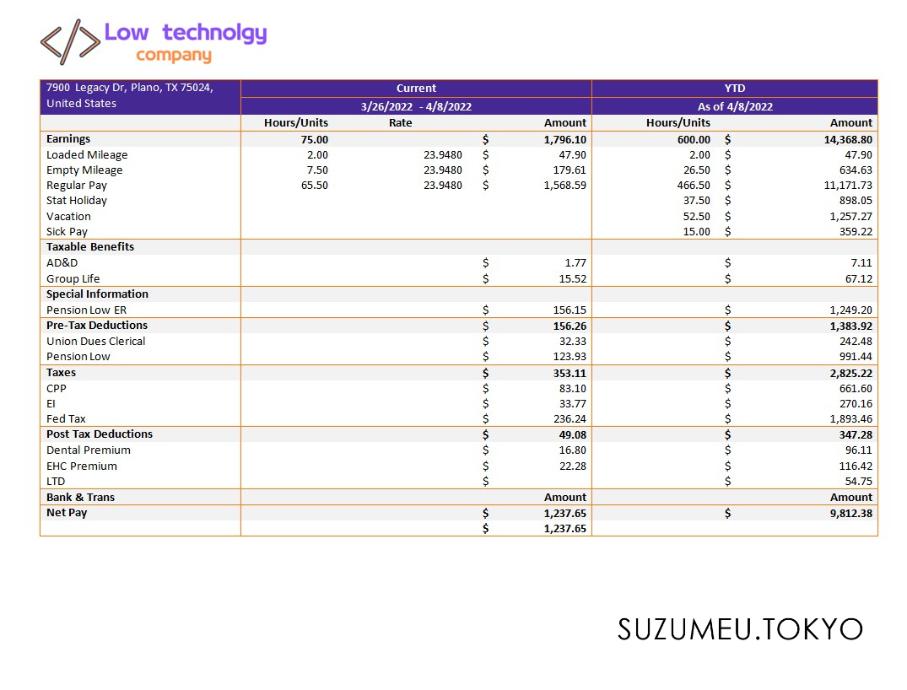 </> Low technolgy
company
7900 Legacy Dr, Plano, TX 75024, United States Current YTD
3/26/2022 - 4/8/2022 As of 4/8/2022
Hours/Units Rate Amount Hours/Units Amount
Earnings 75.00 $ 1,796.10 600.00 $ 14,368.80
Loaded Mileage 2.00 23.9480 $ 47.90 2.00 $ 47.90
Empty Mileage 7.50 23.9480 $ 179.61 26.50 $ 634.63
Regular Pay 65.50 23.9480 $ 1,568.59 466.50 $ 11,171.73
Stat Holiday 37.50 $ 898.05
Vacation 52.50 $ 1,257.27
Sick Pay 15.00 $ 359.22
Taxable Benefits
AD&D $ 1.77 $ 7.11
Group Life $ 15.52 $ 67.12
Special Information
Pension Low ER $ 156.15 $ 1,249.20
Pre-Tax Deductions $ 156.26 $ 1,383.92
Union Dues Clerical $ 32.33 $ 242.48
Pension Low $ 123.93 $ 991.44
Taxes $ 353.11 $ 2,825.22
CPP $ 83.10 $ 661.60
EI $ 33.77 $ 270.16
Fed Tax $ 236.24 $ 1,893.46
Post Tax Deductions $ 49.08 $ 347.28
Dental Premium $ 16.80 $ 96.11
EHC Premium $ 22.28 $ 116.42
LTD $ $ 54.75
Bank & Trans Amount Amount
Net Pay $ 1,237.65 $ 9,812.38
$ 1,237.65
SUZUMEU.TOKYO